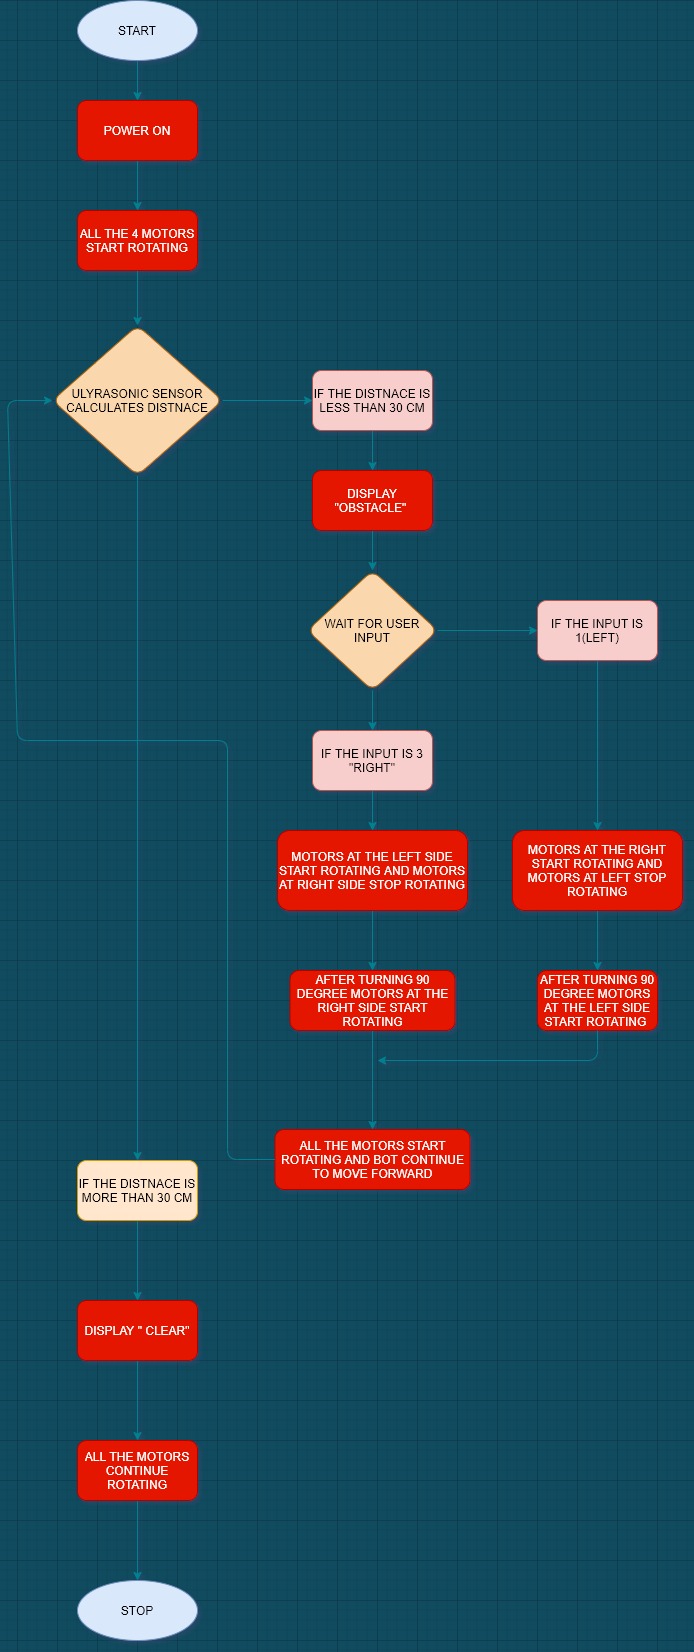 START
POWER ON
ALL THE 4 MOTORS
START ROTATING
ULYRASONIC SENSOR
CALCULATES DISTNACE
IF THE DISTNACE IS
LESS THAN 30 CM
DISPLAY
"OBSTACLE"
WAIT FOR USER
INPUT
IF THE INPUT IS
1(LEFT)
IF THE INPUT IS 3
"RIGHT"
MOTORS AT THE LEFT SIDE
START ROTATING AND MOTORS
AT RIGHT SIDE STOP ROTATING
MOTORS AT THE RIGHT
START ROTATING AND
MOTORS AT LEFT STOP
ROTATING
AFTER TURNING 90
DEGREE MOTORS AT THE
RIGHT SIDE START
ROTATING
AFTER TURNING 90
DEGREE MOTORS
AT THE LEFT SIDE
START ROTATING
ALL THE MOTORS START
ROTATING AND BOT CONTINUE
TO MOVE FORWARD
IF THE DISTNACE IS
MORE THAN 30 CM
DISPLAY " CLEAR"
ALL THE MOTORS
CONTINUE
ROTATING
STOP